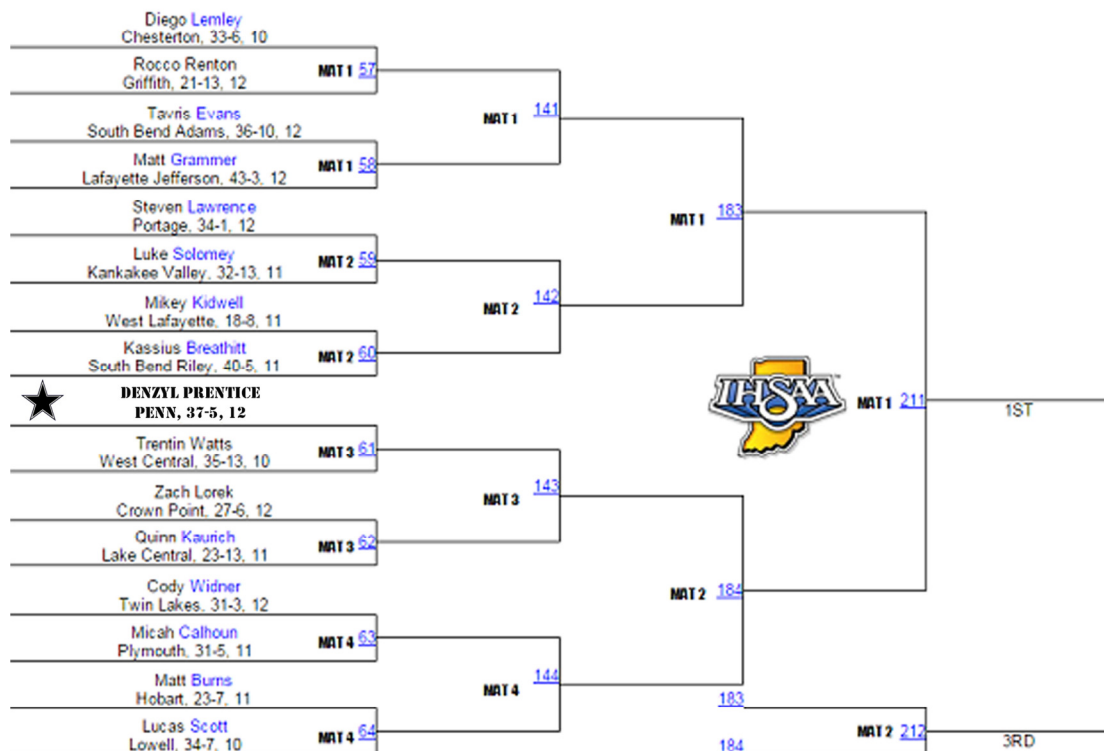 Diego Lemley
Chesterton, 33-6, 10
Rocco Renton
Griffith, 21-13, 12
MAT 1 57
MAT 1 141
Tavris Evans
South Bend Adams, 36-10, 12
Matt Grammer
Lafayette Jefferson, 43-3, 12
MAT 1 58
MAT 1 183
Steven Lawrence
Portage, 34-1, 12
Luke Solomey
Kankakee Valley, 32-13, 11
MAT 2 59
MAT 2 142
Mikey Kidwell
West Lafayette, 18-8, 11
Kassius Breathitt
South Bend Riley, 40-5, 11
MAT 2 60
IHSAA
MAT 1 211
1ST
DENZYL PRENTICE
PENN, 37-5, 12
Trentin Watts
West Central, 35-13, 10
MAT 3 61
MAT 3 143
Zach Lorek
Crown Point, 27-6, 12
Quinn Kaurich
Lake Central, 23-13, 11
MAT 3 62
MAT 2 184
Cody Widner
Twin Lakes, 31-3, 12
Micah Calhoun
Plymouth, 31-5, 11
MAT 4 63
MAT 4 144
Matt Burns
Hobart, 23-7, 11
Lucas Scott
Lowell, 34-7, 10
MAT 4 64
183
184
MAT 2 212
3RD